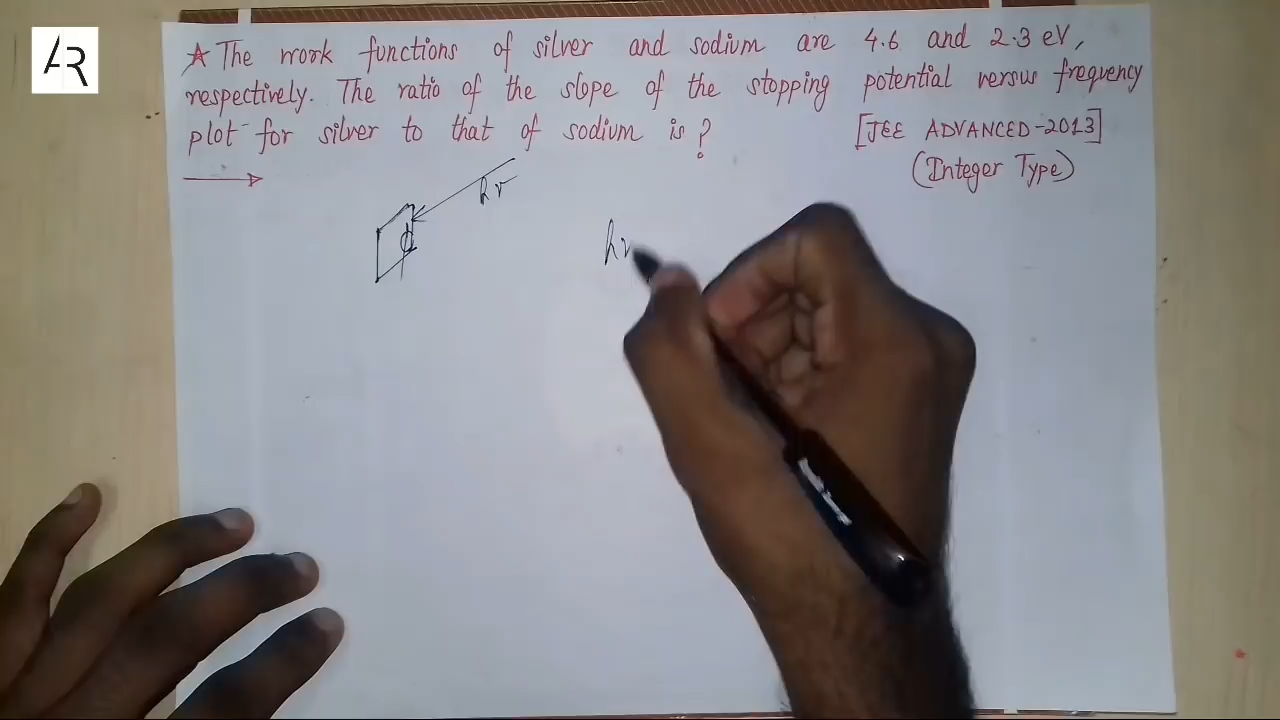 AR
☆ The work functions of silver and sodium are 4.6 and 2.3 eV,
respectively. The ratio of the slope of the stopping potential versus frequency
plot for silver to that of sodium is ? [JEE ADVANCED-2013]
(Integer Type)
hν
ϕ
hν